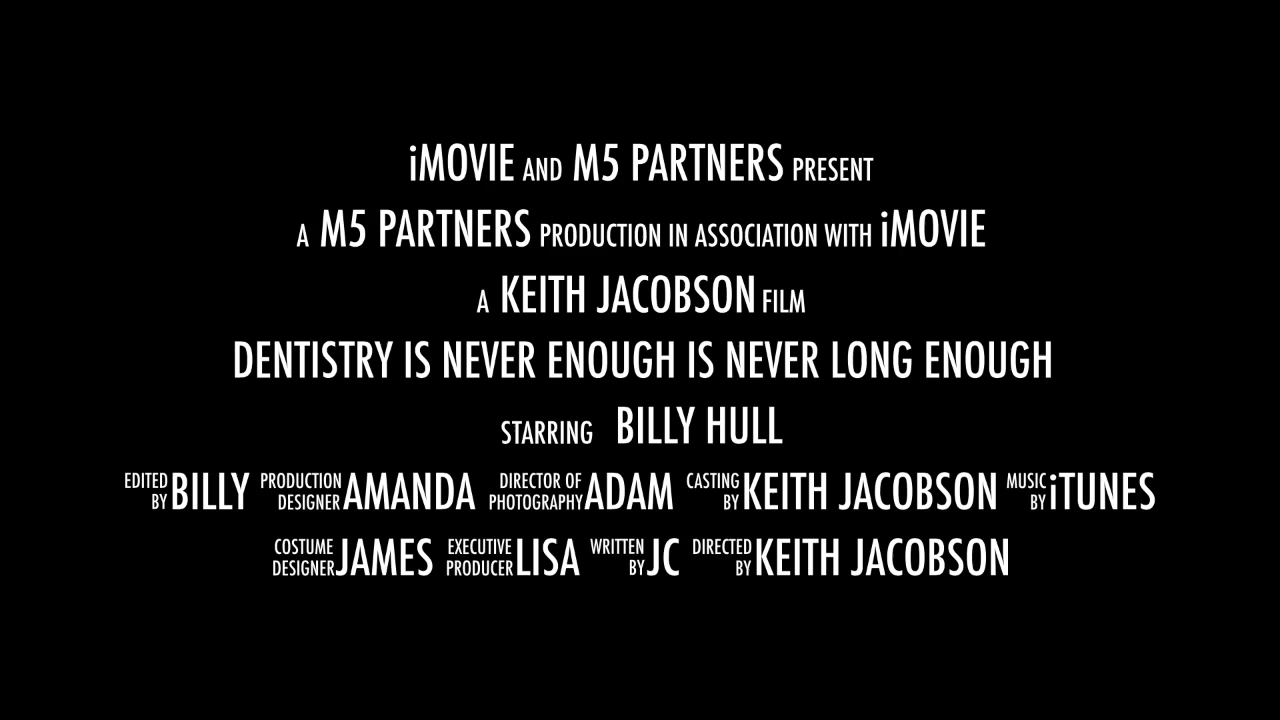 iMOVIE AND M5 PARTNERS PRESENT
A M5 PARTNERS PRODUCTION IN ASSOCIATION WITH iMOVIE
A KEITH JACOBSON FILM
DENTISTRY IS NEVER ENOUGH IS NEVER LONG ENOUGH
STARRING BILLY HULL
EDITED BY BILLY PRODUCTION DESIGNER AMANDA DIRECTOR OF PHOTOGRAPHY ADAM CASTING BY KEITH JACOBSON MUSIC BY iTUNES
COSTUME DESIGNER JAMES EXECUTIVE PRODUCER LISA WRITTEN BY JC DIRECTED BY KEITH JACOBSON